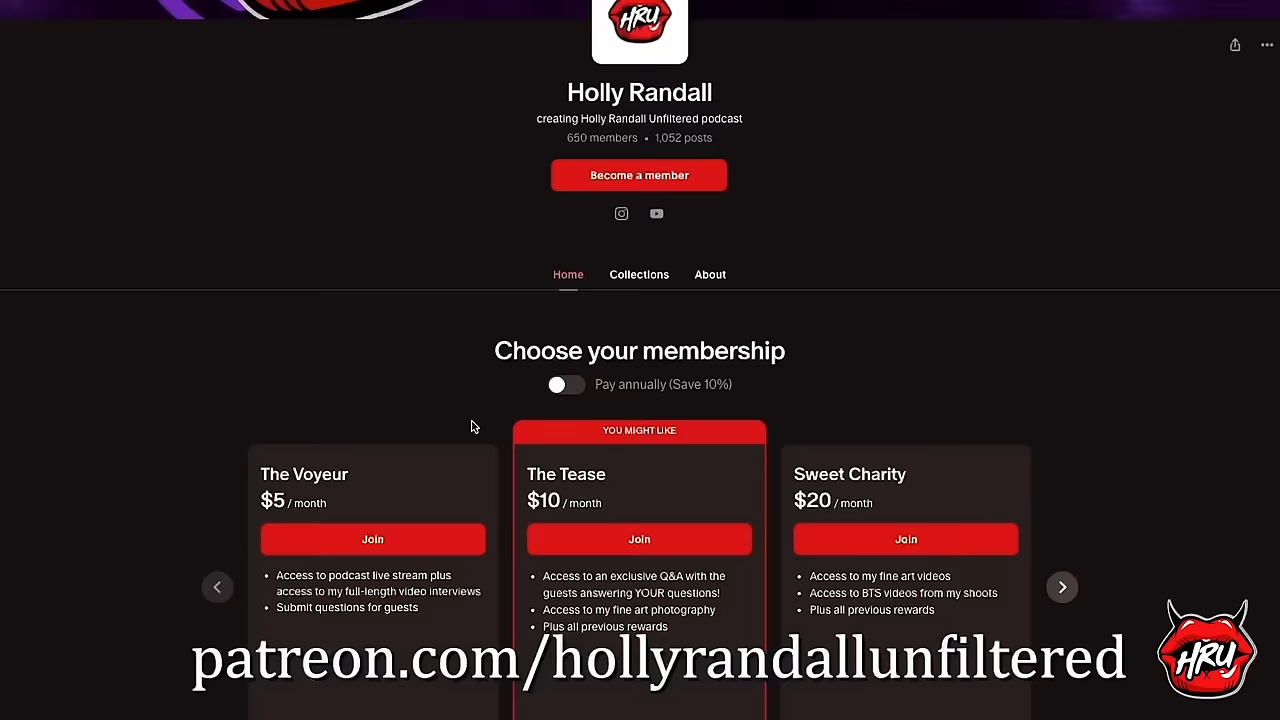 HRU
Holly Randall
creating Holly Randall Unfiltered podcast
650 members • 1,052 posts
Become a member
Home Collections About
Choose your membership
Pay annually (Save 10%)
YOU MIGHT LIKE
The Voyeur
$5 / month
Join
• Access to podcast live stream plus
access to my full-length video interviews
• Submit questions for guests
The Tease
$10 / month
Join
• Access to an exclusive Q&A with the
guests answering YOUR questions!
• Access to my fine art photography
• Plus all previous rewards
Sweet Charity
$20 / month
Join
• Access to my fine art videos
• Access to BTS videos from my shoots
• Plus all previous rewards
patreon.com/hollyrandallunfiltered
HRU